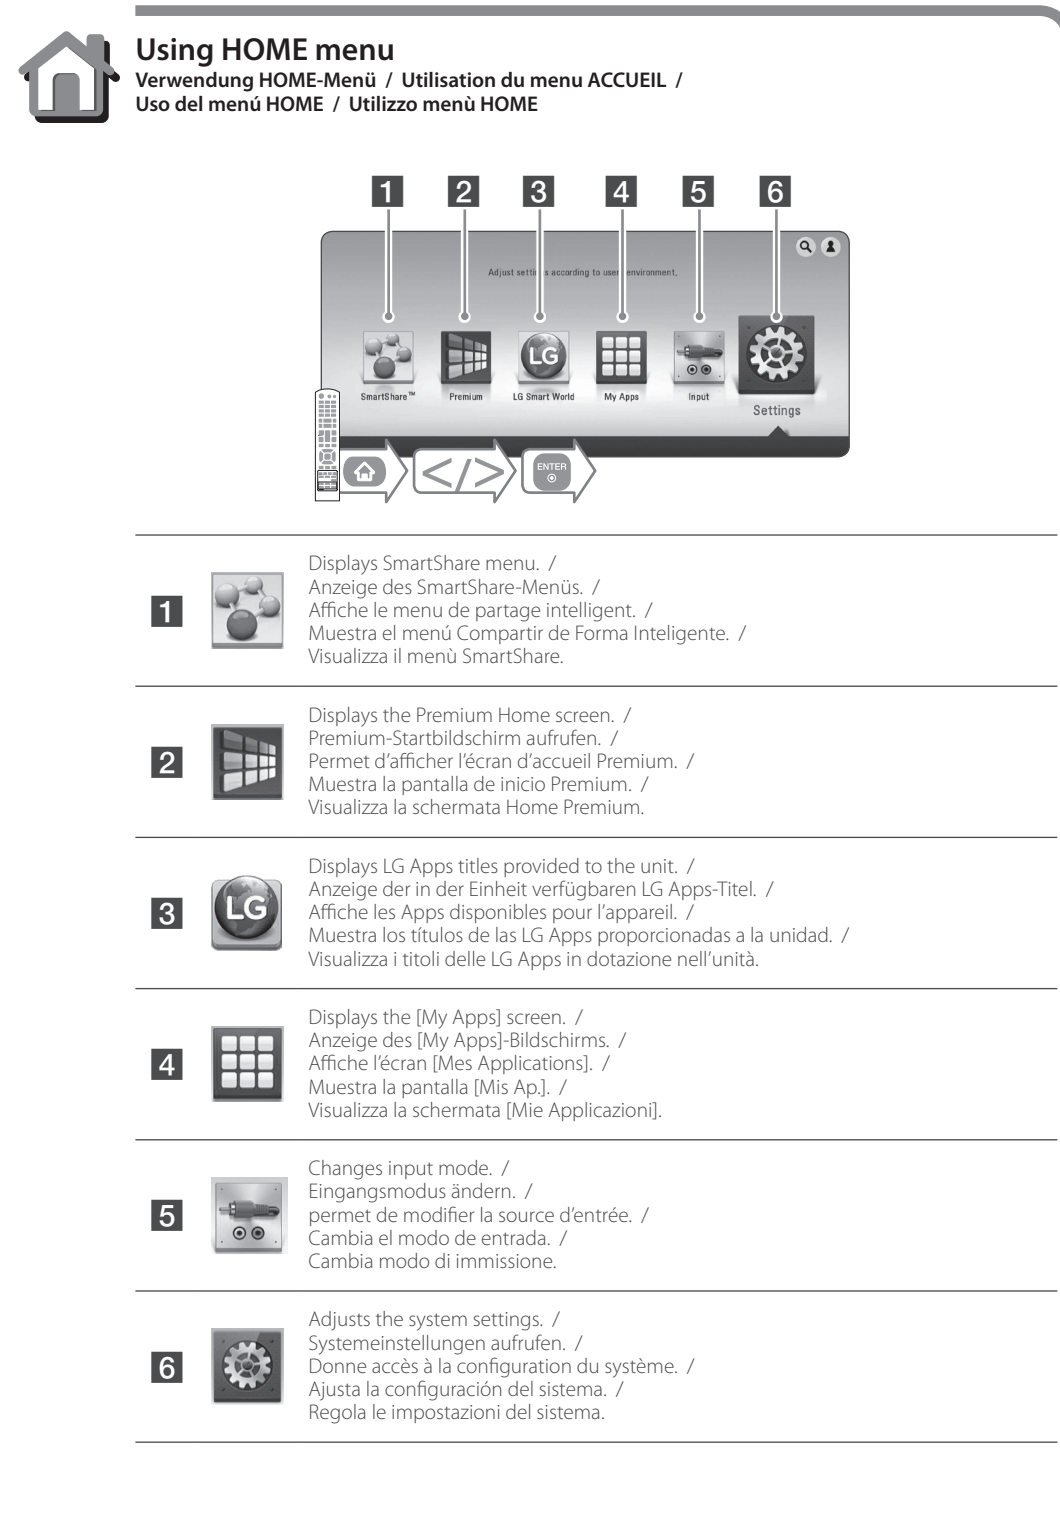 Using HOME menu
Verwendung HOME-Menü / Utilisation du menu ACCUEIL /
Uso del menú HOME / Utilizzo menù HOME
1 2 3 4 5 6
Adjust settings according to user environment.
LG
SmartShare™ Premium LG Smart World My Apps Input Settings
</> ENTER
1
Displays SmartShare menu. /
Anzeige des SmartShare-Menüs. /
Affiche le menu de partage intelligent. /
Muestra el menú Compartir de Forma Inteligente. /
Visualizza il menù SmartShare.
2
Displays the Premium Home screen. /
Premium-Startbildschirm aufrufen. /
Permet d'afficher l'écran d'accueil Premium. /
Muestra la pantalla de inicio Premium. /
Visualizza la schermata Home Premium.
3
LG
Displays LG Apps titles provided to the unit. /
Anzeige der in der Einheit verfügbaren LG Apps-Titel. /
Affiche les Apps disponibles pour l'appareil. /
Muestra los títulos de las LG Apps proporcionadas a la unidad. /
Visualizza i titoli delle LG Apps in dotazione nell'unità.
4
Displays the [My Apps] screen. /
Anzeige des [My Apps]-Bildschirms. /
Affiche l'écran [Mes Applications]. /
Muestra la pantalla [Mis Ap.]. /
Visualizza la schermata [Mie Applicazioni].
5
Changes input mode. /
Eingangsmodus ändern. /
permet de modifier la source d'entrée. /
Cambia el modo de entrada. /
Cambia modo di immissione.
6
Adjusts the system settings. /
Systemeinstellungen aufrufen. /
Donne accès à la configuration du système. /
Ajusta la configuración del sistema. /
Regola le impostazioni del sistema.